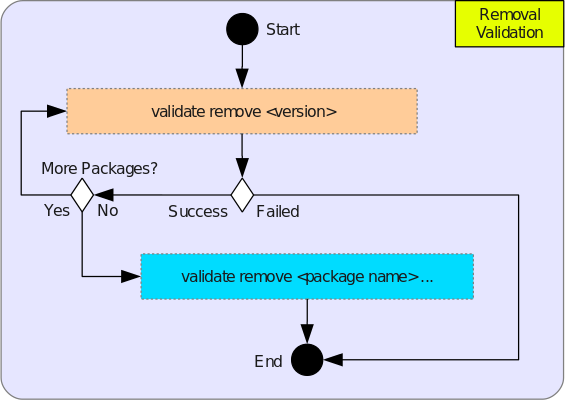 Removal
Validation
Start
validate remove <version>
More Packages?
Yes
No
Success
Failed
validate remove <package name>...
End